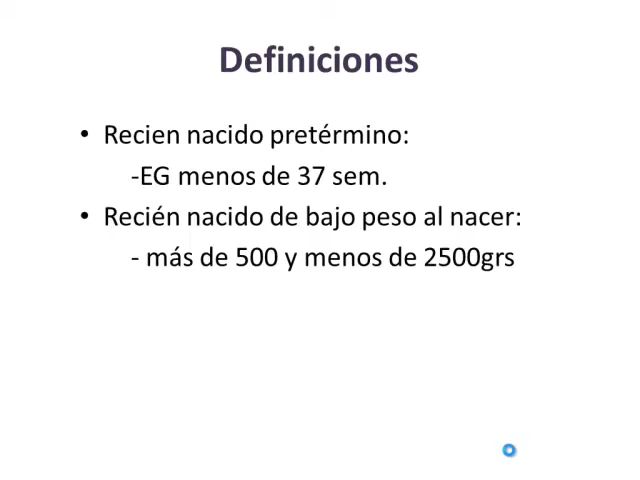 Definiciones
• Recien nacido pretérmino:
-EG menos de 37 sem.
• Recién nacido de bajo peso al nacer:
- más de 500 y menos de 2500grs